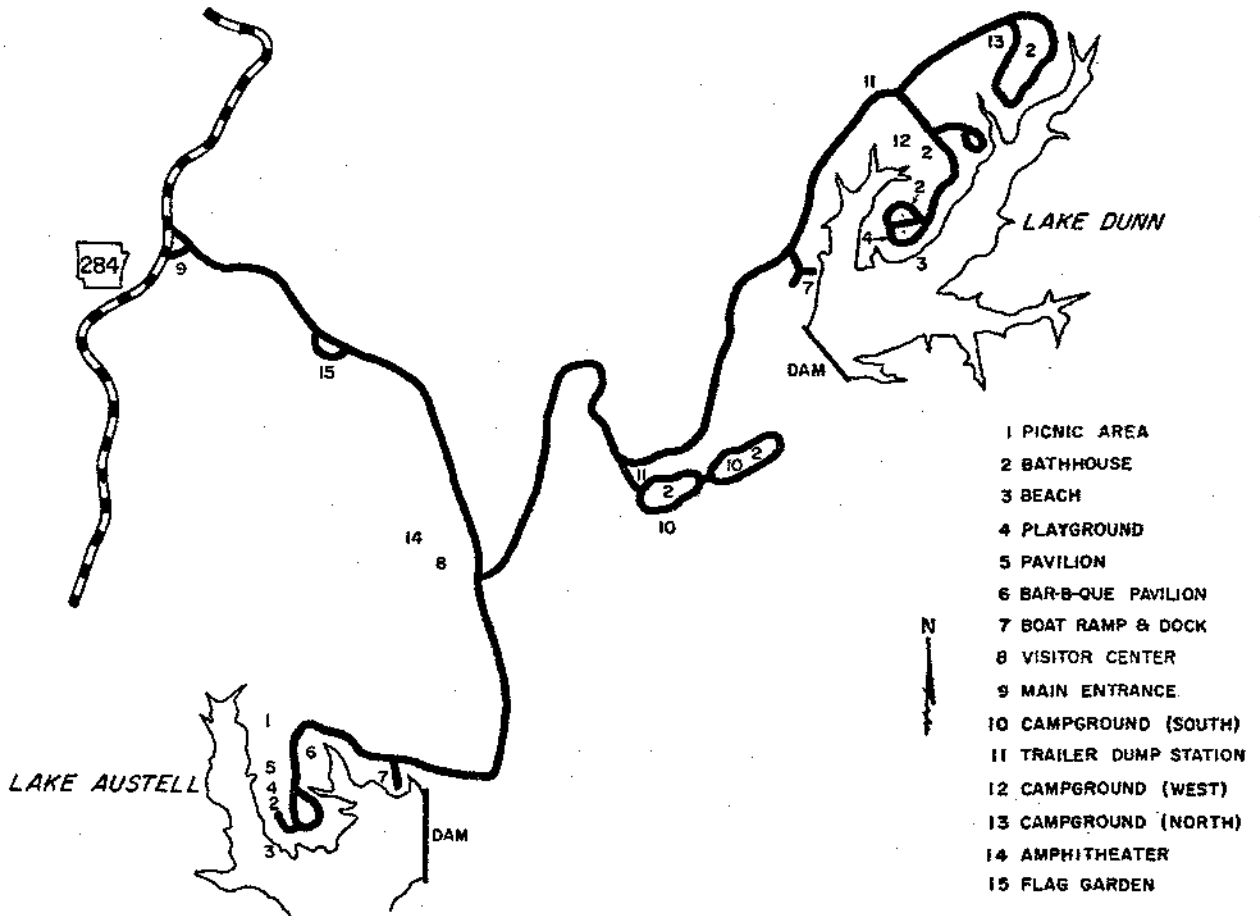 13
2
11
12
2
2
LAKE DUNN
4
3
284
9
7
15
DAM
11
10 2
2
10
14
8
1
6
5
7
LAKE AUSTELL
4
2
DAM
3
1 PICNIC AREA
2 BATHHOUSE
3 BEACH
4 PLAYGROUND
5 PAVILION
6 BAR-B-QUE PAVILION
N
7 BOAT RAMP & DOCK
8 VISITOR CENTER
9 MAIN ENTRANCE
10 CAMPGROUND (SOUTH)
11 TRAILER DUMP STATION
12 CAMPGROUND (WEST)
13 CAMPGROUND (NORTH)
14 AMPHITHEATER
15 FLAG GARDEN